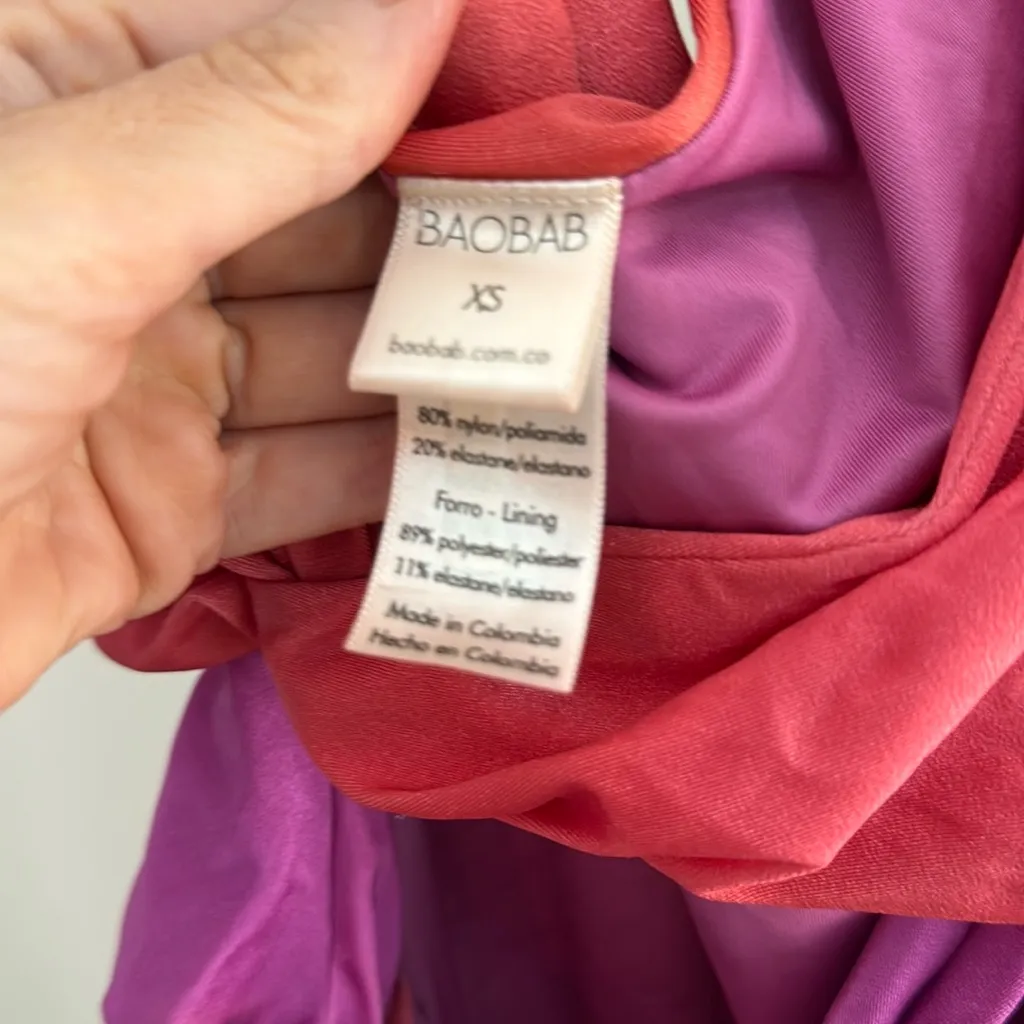 BAOBAB
XS
baobab.com.co
80% nylon/poliamida
20% elastane/elastano
Forro - Lining
89% polyester/poliester
11% elastane/elastano
Made in Colombia
Hecho en Colombia